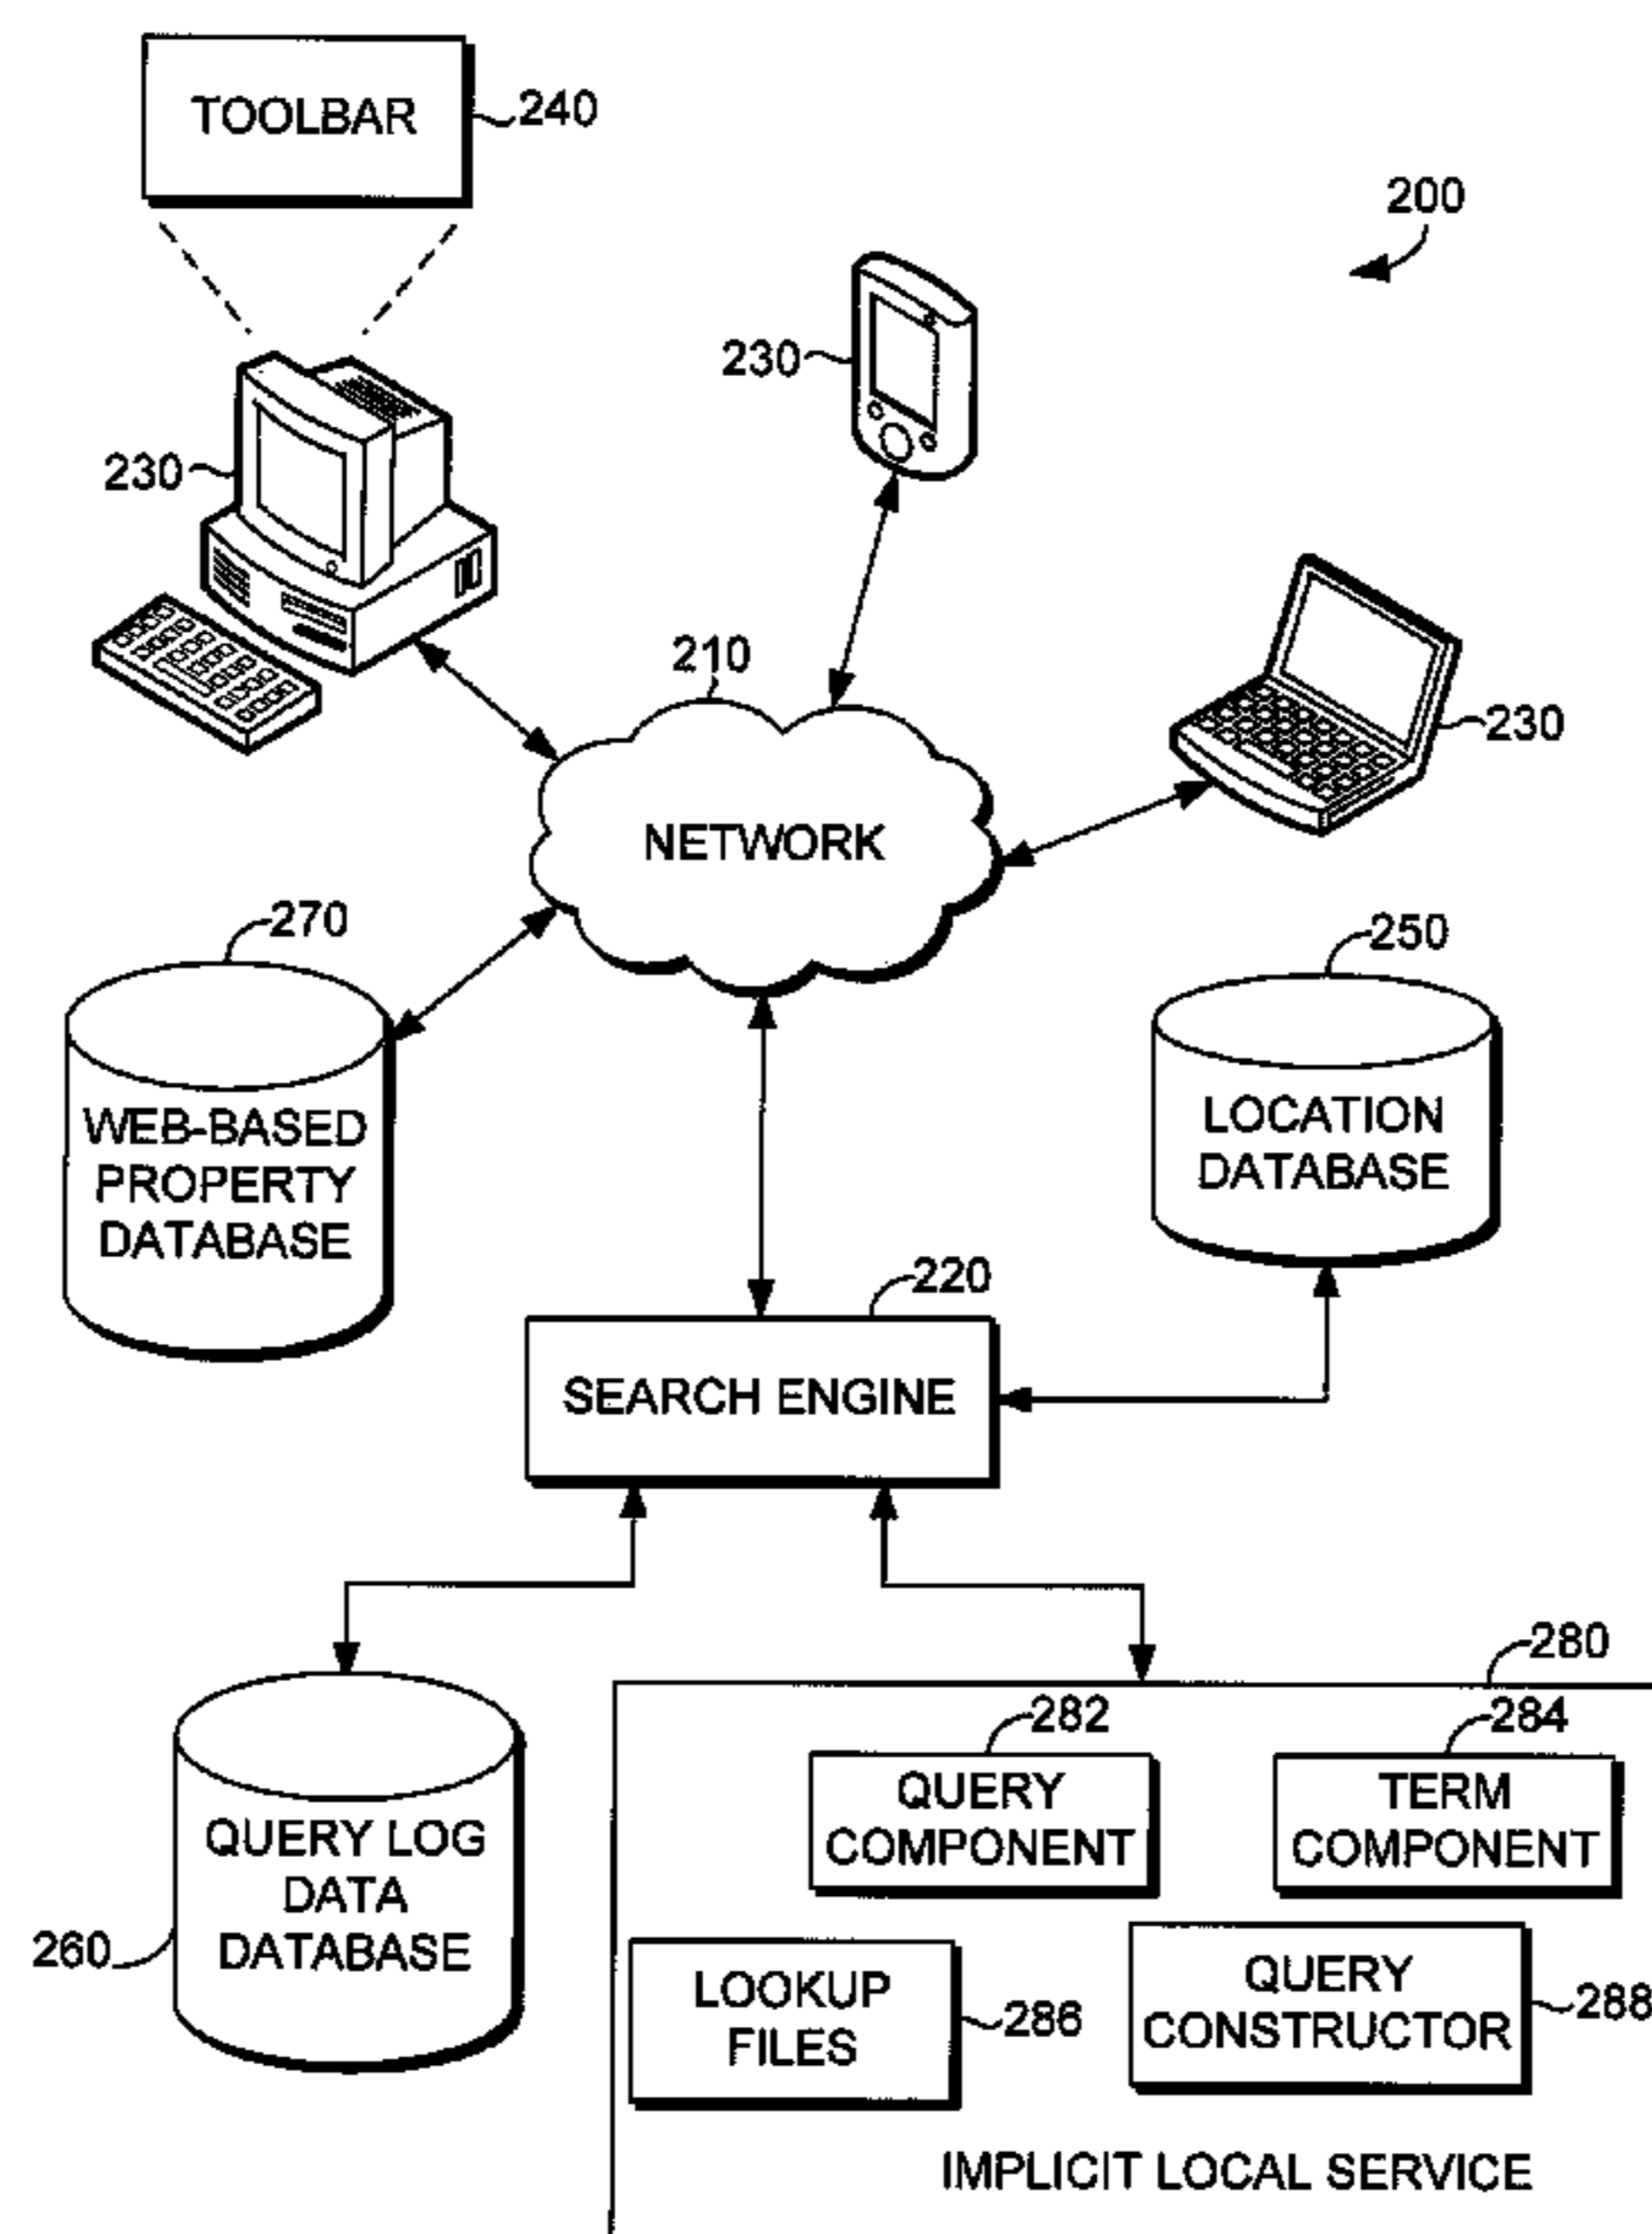 TOOLBAR
240
200
230
230
210
230
NETWORK
270
250
WEB-BASED
PROPERTY
DATABASE
LOCATION
DATABASE
220
SEARCH ENGINE
280
282
284
QUERY
COMPONENT
TERM
COMPONENT
QUERY LOG
DATA
DATABASE
260
LOOKUP
FILES
286
QUERY
CONSTRUCTOR
288
IMPLICIT LOCAL SERVICE